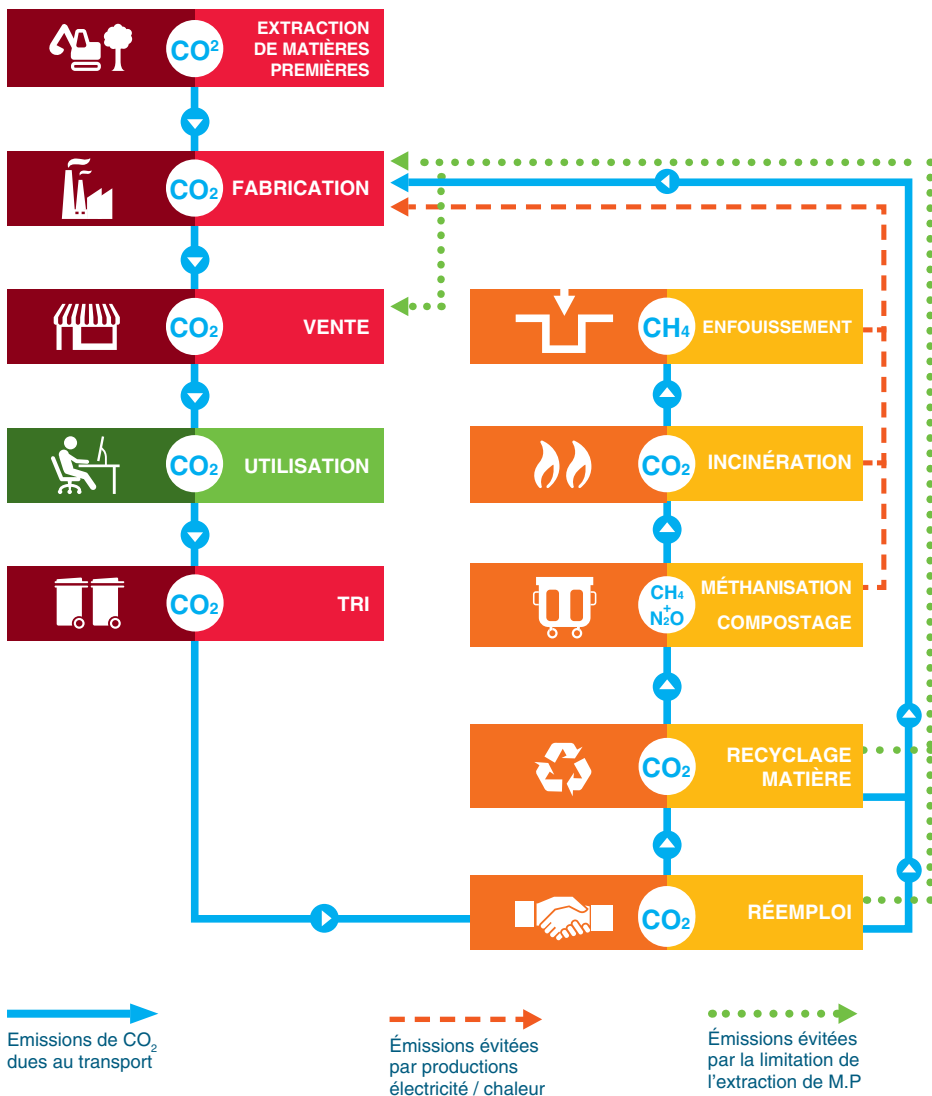 CO²
EXTRACTION
DE MATIÈRES
PREMIÈRES
CO₂
FABRICATION
CO₂
VENTE
CO₂
UTILISATION
CO₂
TRI
CH₄
ENFOUISSEMENT
CO₂
INCINÉRATION
CH₄
+
N₂O
MÉTHANISATION
COMPOSTAGE
CO₂
RECYCLAGE
MATIÈRE
CO₂
RÉEMPLOI
Emissions de CO₂
dues au transport
Émissions évitées
par productions
électricité / chaleur
Émissions évitées
par la limitation de
l'extraction de M.P